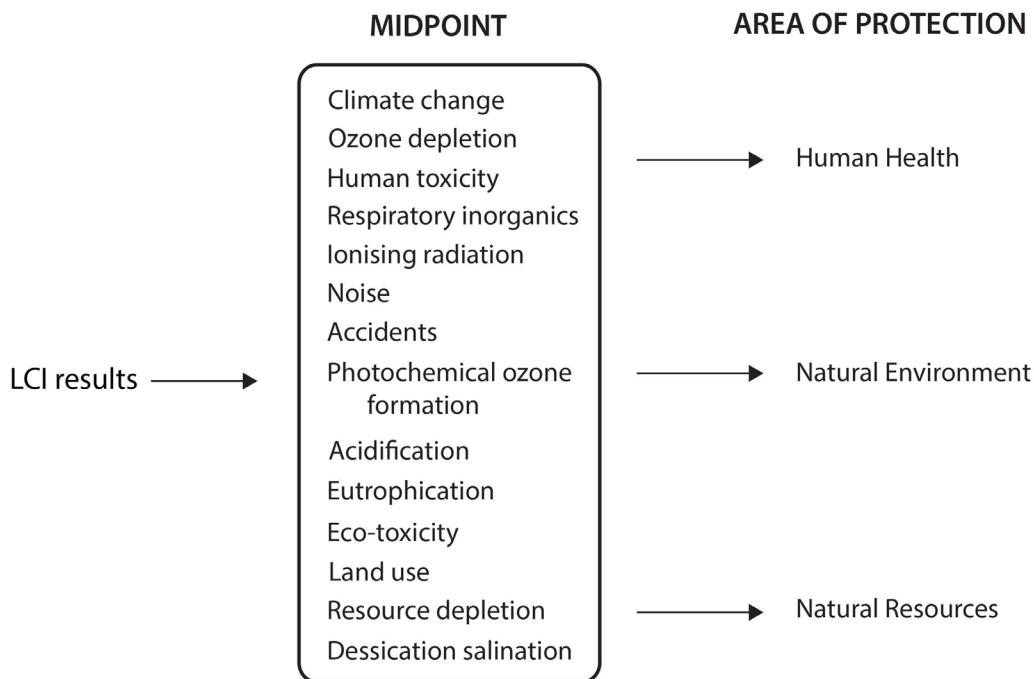 MIDPOINT
AREA OF PROTECTION
Climate change
Ozone depletion
Human toxicity
Respiratory inorganics
Ionising radiation
Noise
Accidents
Photochemical ozone
formation
Acidification
Eutrophication
Eco-toxicity
Land use
Resource depletion
Dessication salination
LCI results
Human Health
Natural Environment
Natural Resources